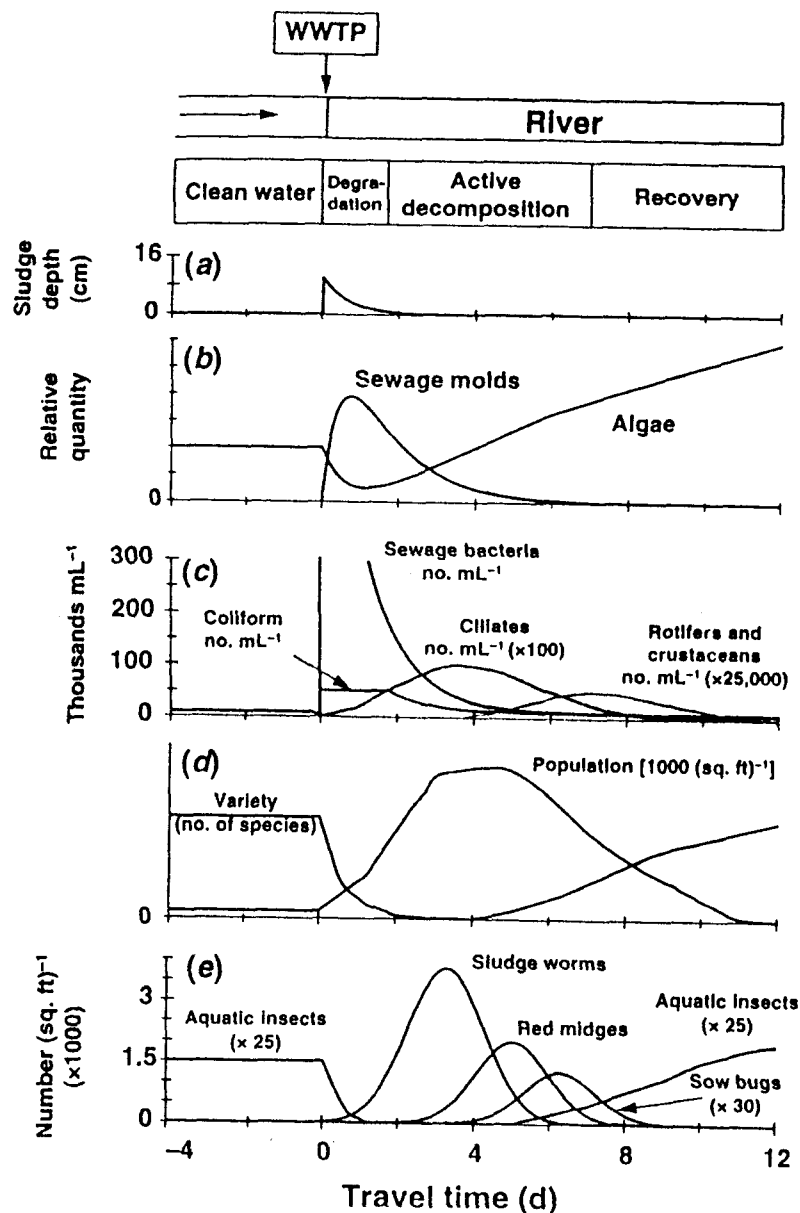 WWTP
River
Clean water
Degra-
dation
Active
decomposition
Recovery
(a)
Sludge
depth
(cm)
16
0
(b)
Relative
quantity
Sewage molds
Algae
0
(c)
Thousands mL⁻¹
300
200
100
0
Sewage bacteria
no. mL⁻¹
Coliform
no. mL⁻¹
Ciliates
no. mL⁻¹ (×100)
Rotifers and
crustaceans
no. mL⁻¹ (×25,000)
(d)
Population [1000 (sq. ft)⁻¹]
Variety
(no. of species)
0
(e)
Number (sq. ft)⁻¹
(×1000)
3
1.5
0
Sludge worms
Aquatic insects
(× 25)
Red midges
Aquatic insects
(× 25)
Sow bugs
(× 30)
−4 0 4 8 12
Travel time (d)